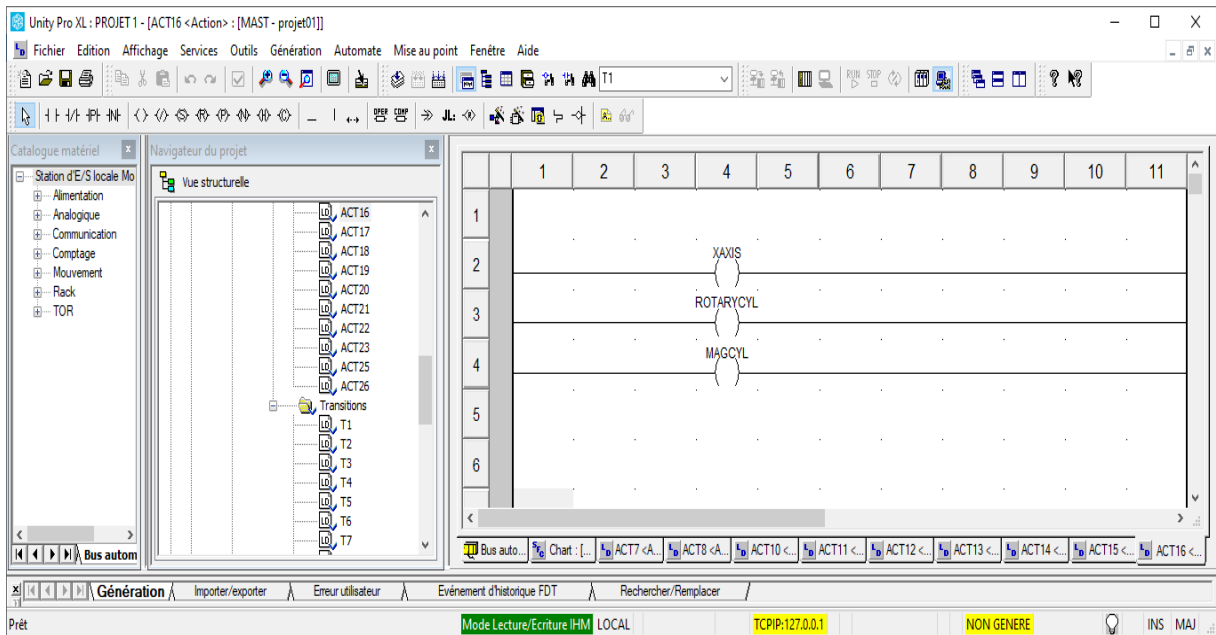 Unity Pro XL : PROJET 1 - [ACT16 <Action> : [MAST - projet01]]
Fichier Edition Affichage Services Outils Génération Automate Mise au point Fenêtre Aide
T1
RUN STOP
OPER COMP
JL:
Catalogue matériel
Station d'E/S locale Mo
Alimentation
Analogique
Communication
Comptage
Mouvement
Rack
TOR
Bus autom
Navigateur du projet
Vue structurelle
ACT16
ACT17
ACT18
ACT19
ACT20
ACT21
ACT22
ACT23
ACT25
ACT26
Transitions
T1
T2
T3
T4
T5
T6
T7
1 2 3 4 5 6 7 8 9 10 11
1
2
3
4
5
6
XAXIS
ROTARYCYL
MAGCYL
Bus auto... Chart : [... ACT7 <A... ACT8 <A... ACT10 <... ACT11 <... ACT12 <... ACT13 <... ACT14 <... ACT15 <... ACT16 <...
Génération Importer/exporter Erreur utilisateur Evénement d'historique FDT Rechercher/Remplacer
Prêt Mode Lecture/Ecriture IHM LOCAL TCPIP:127.0.0.1 NON GENERE INS MAJ